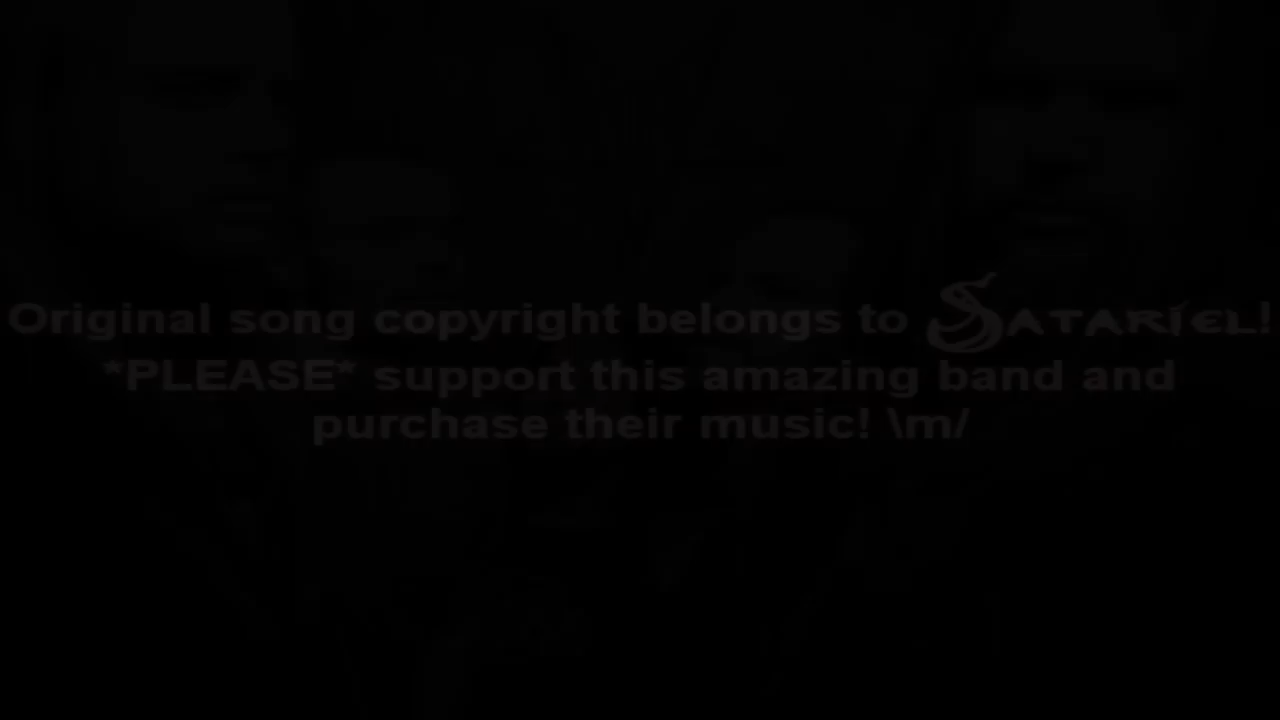 Original song copyright belongs to SATARIEL!
*PLEASE* support this amazing band and
purchase their music! \m/